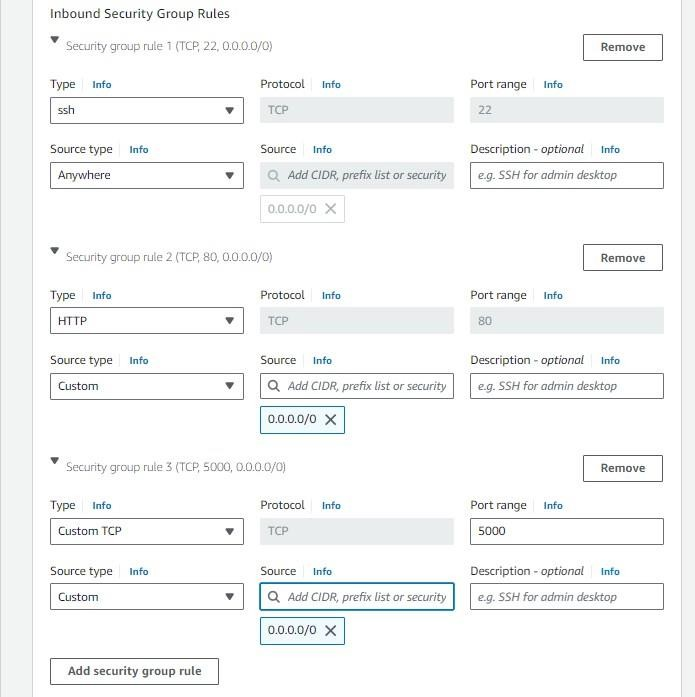 Inbound Security Group Rules
Security group rule 1 (TCP, 22, 0.0.0.0/0)
Remove
Type Info Protocol Info Port range Info
ssh TCP 22
Source type Info Source Info Description - optional Info
Anywhere Add CIDR, prefix list or security e.g. SSH for admin desktop
0.0.0.0/0
Security group rule 2 (TCP, 80, 0.0.0.0/0)
Remove
Type Info Protocol Info Port range Info
HTTP TCP 80
Source type Info Source Info Description - optional Info
Custom Add CIDR, prefix list or security e.g. SSH for admin desktop
0.0.0.0/0
Security group rule 3 (TCP, 5000, 0.0.0.0/0)
Remove
Type Info Protocol Info Port range Info
Custom TCP TCP 5000
Source type Info Source Info Description - optional Info
Custom Add CIDR, prefix list or security e.g. SSH for admin desktop
0.0.0.0/0
Add security group rule